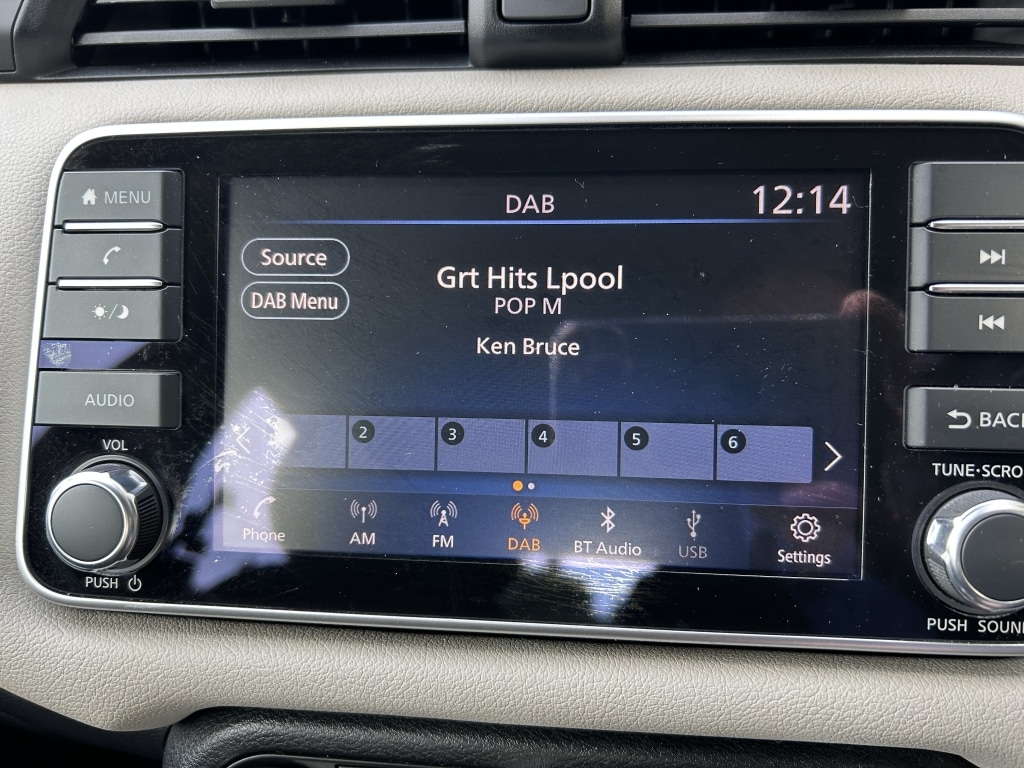 MENU
DAB
12:14
Source
DAB Menu
Grt Hits Lpool
POP M
Ken Bruce
AUDIO
BACK
VOL
2
3
4
5
6
TUNE·SCRO
Phone
AM
FM
DAB
BT Audio
USB
Settings
PUSH
PUSH SOUN